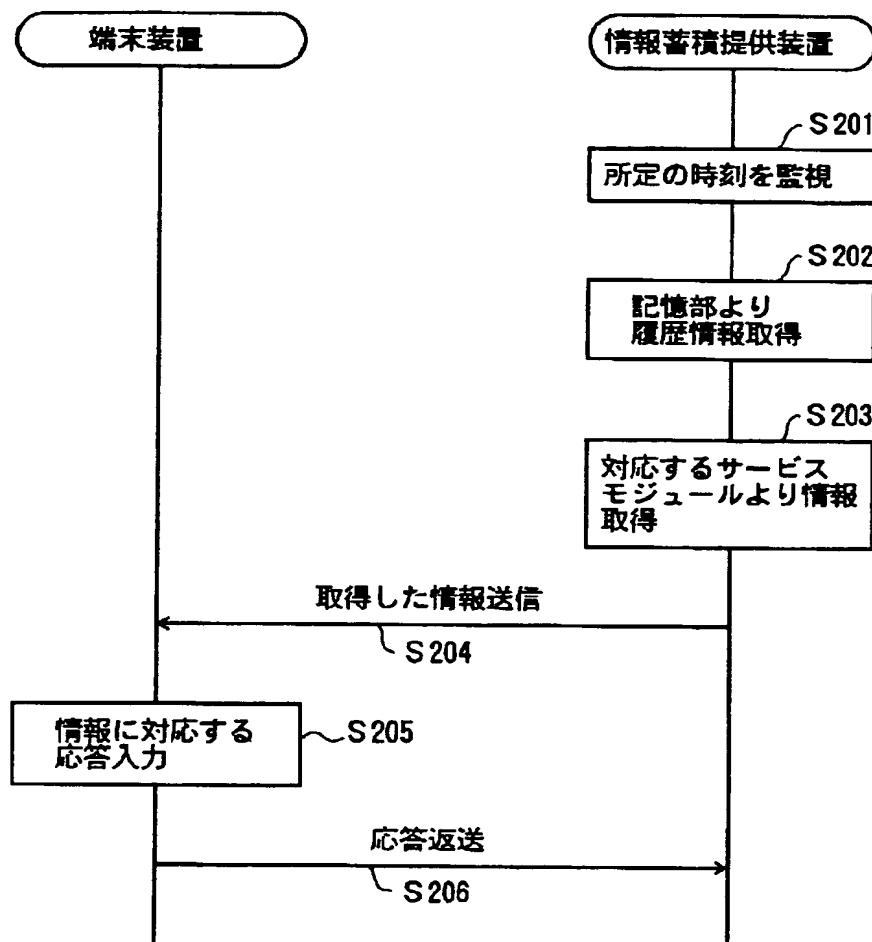 端末装置
情報蓄積提供装置
S201
所定の時刻を監視
S202
記憶部より
履歴情報取得
S203
対応するサービス
モジュールより情報
取得
取得した情報送信
S204
情報に対応する
応答入力
S205
応答返送
S206